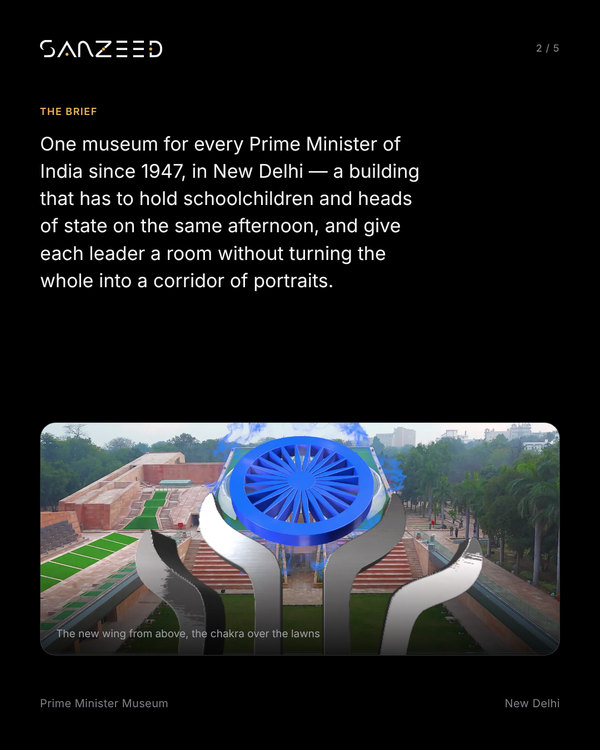 SANZEED
2 / 5
THE BRIEF
One museum for every Prime Minister of
India since 1947, in New Delhi — a building
that has to hold schoolchildren and heads
of state on the same afternoon, and give
each leader a room without turning the
whole into a corridor of portraits.
The new wing from above, the chakra over the lawns
Prime Minister Museum
New Delhi